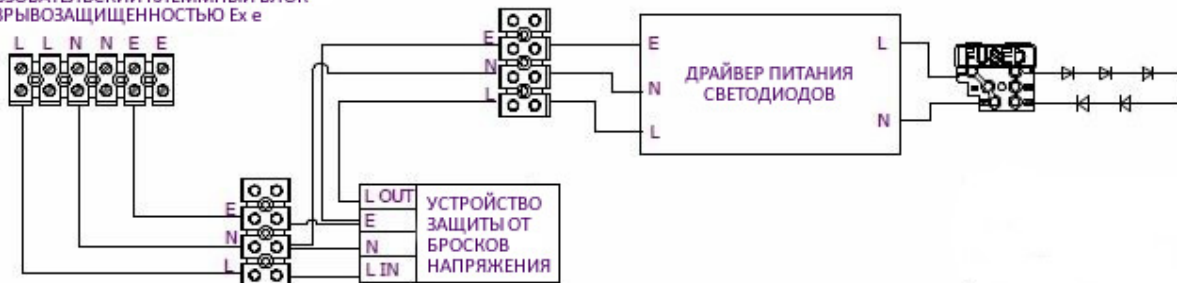 ВЗРЫВОЗАЩИЩЕННОСТЬЮ Ex e
L L N N E E
E
N
L
E
N
L
ДРАЙВЕР ПИТАНИЯ
СВЕТОДИОДОВ
L
N
FUSED
E
N
L
L OUT
E
N
L IN
УСТРОЙСТВО
ЗАЩИТЫ ОТ
БРОСКОВ
НАПРЯЖЕНИЯ